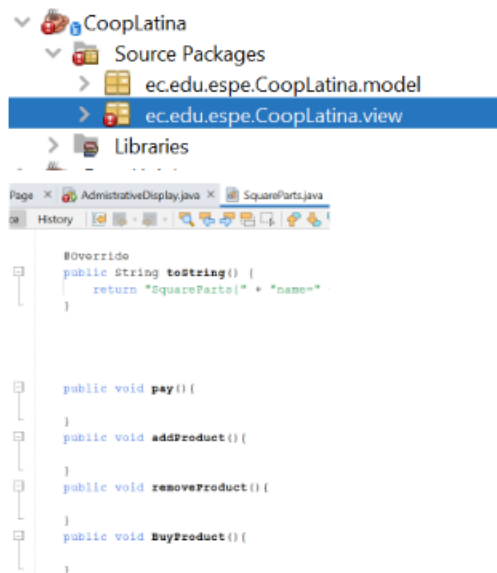 CoopLatina
Source Packages
ec.edu.espe.CoopLatina.model
ec.edu.espe.CoopLatina.view
Libraries
Page × AdmistrativeDisplay.java × SquareParts.java
History
@Override
public String toString() {
return "SquareParts{" + "name="
}
public void pay(){
}
public void addProduct(){
}
public void removeProduct(){
}
public void BuyProduct(){
}